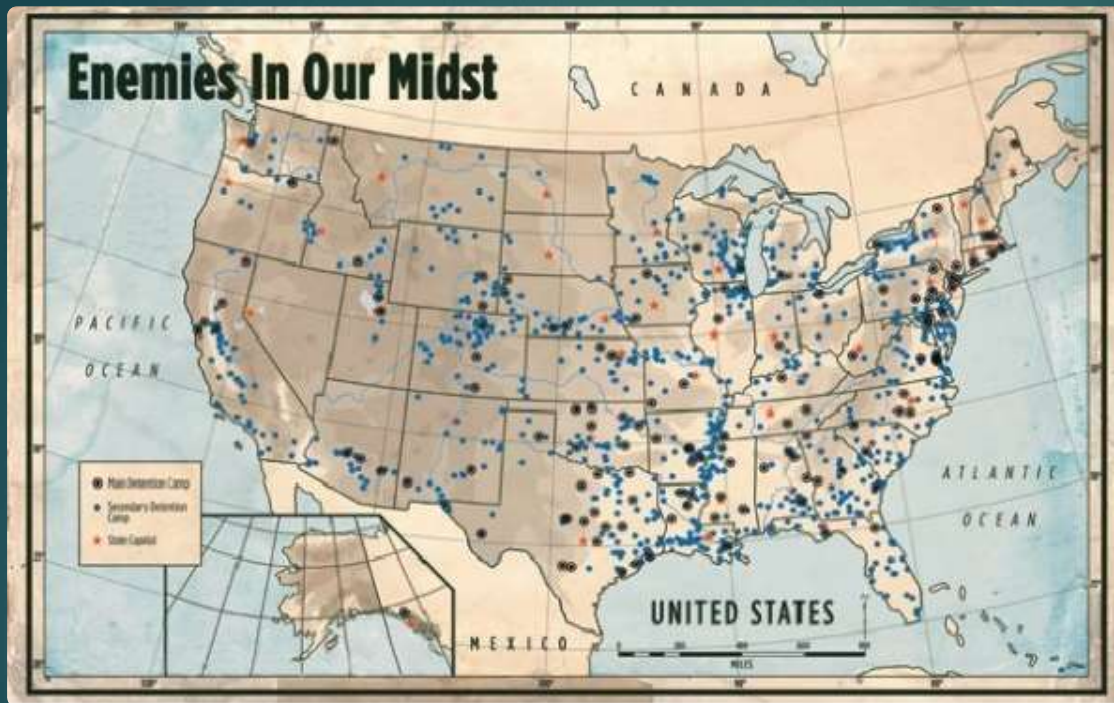 Enemies In Our Midst
CANADA
PACIFIC
OCEAN
Main Detention Camp
Secondary Detention
Camp
State Capital
ATLANTIC
OCEAN
UNITED STATES
MILES
MEXICO